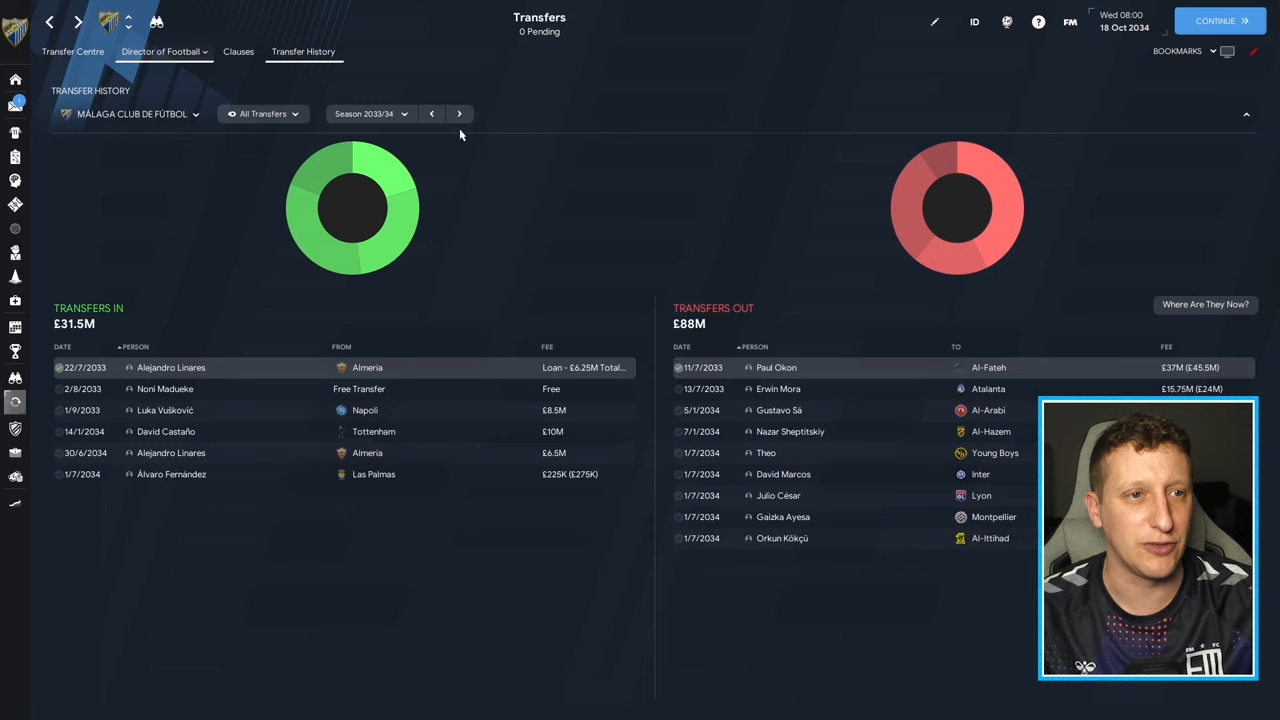 Transfers
0 Pending
ID
?
FM
Wed 08:00
18 Oct 2034
CONTINUE
Transfer Centre
Director of Football
Clauses
Transfer History
BOOKMARKS
1
TRANSFER HISTORY
MÁLAGA CLUB DE FÚTBOL
All Transfers
Season 2033/34
TRANSFERS IN
£31.5M
DATE PERSON FROM FEE
22/7/2033 Alejandro Linares Almería Loan - £6.25M Total...
2/8/2033 Noni Madueke Free Transfer Free
1/9/2033 Luka Vušković Napoli £8.5M
14/1/2034 David Castaño Tottenham £10M
30/6/2034 Alejandro Linares Almería £6.5M
1/7/2034 Álvaro Fernández Las Palmas £225K (£275K)
TRANSFERS OUT
£88M
Where Are They Now?
DATE PERSON TO FEE
11/7/2033 Paul Okon Al-Fateh £37M (£45.5M)
13/7/2033 Erwin Mora Atalanta £15.75M (£24M)
5/1/2034 Gustavo Sá Al-Arabi
7/1/2034 Nazar Sheptitskiy Al-Hazem
1/7/2034 Theo Young Boys
1/7/2034 David Marcos Inter
1/7/2034 Julio César Lyon
1/7/2034 Gaizka Ayesa Montpellier
1/7/2034 Orkun Kökçü Al-Ittihad